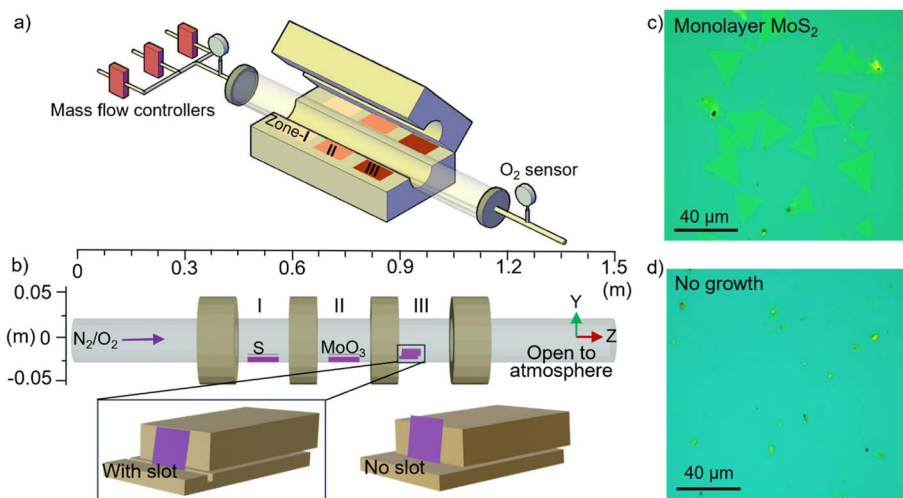 a)
Mass flow controllers
Zone-I
II
III
O₂ sensor
b)
0 0.3 0.6 0.9 1.2 1.5
(m)
0.05
(m) 0
-0.05
I II III
N₂/O₂
S
MoO₃
Y
Z
Open to
atmosphere
With slot
No slot
c)
Monolayer MoS₂
40 µm
d)
No growth
40 µm